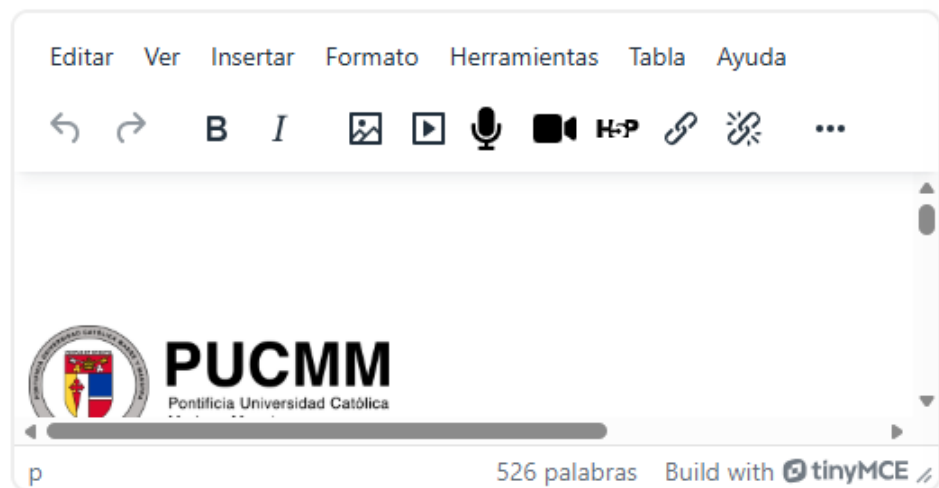 Editar Ver Insertar Formato Herramientas Tabla Ayuda
B I H5P •••
PUCMM
Pontificia Universidad Católica
p 526 palabras Build with tinyMCE